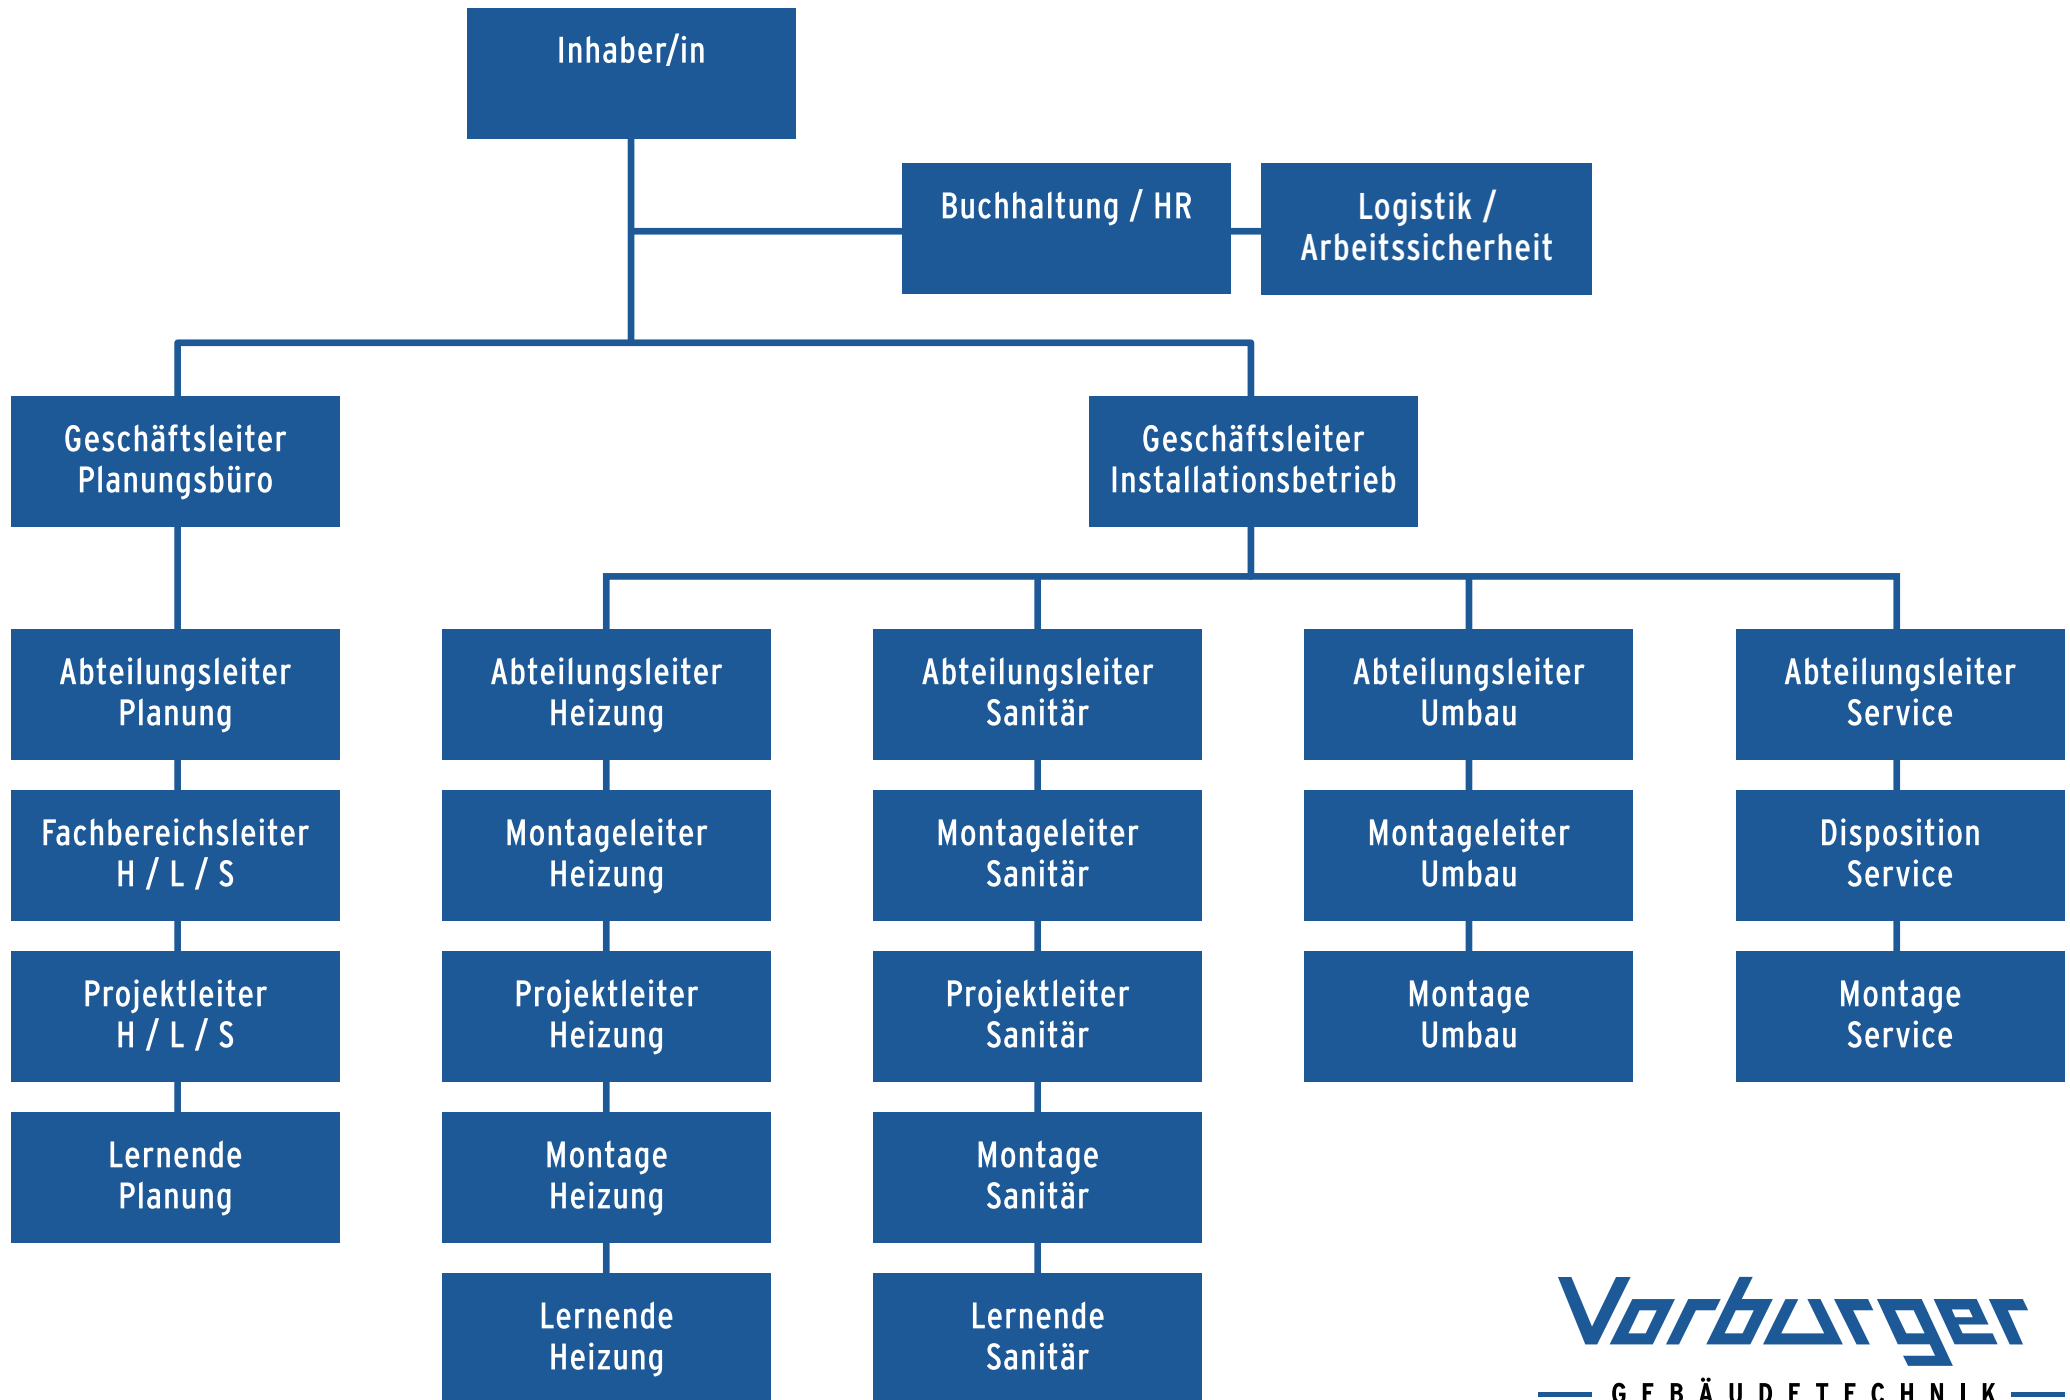 Inhaber/in
Buchhaltung / HR
Logistik /
Arbeitssicherheit
Geschäftsleiter
Planungsbüro
Geschäftsleiter
Installationsbetrieb
Abteilungsleiter
Planung
Abteilungsleiter
Heizung
Abteilungsleiter
Sanitär
Abteilungsleiter
Umbau
Abteilungsleiter
Service
Fachbereichsleiter
H / L / S
Montageleiter
Heizung
Montageleiter
Sanitär
Montageleiter
Umbau
Disposition
Service
Projektleiter
H / L / S
Projektleiter
Heizung
Projektleiter
Sanitär
Montage
Umbau
Montage
Service
Lernende
Planung
Montage
Heizung
Montage
Sanitär
Lernende
Heizung
Lernende
Sanitär
Vorburger
GEBÄUDETECHNIK